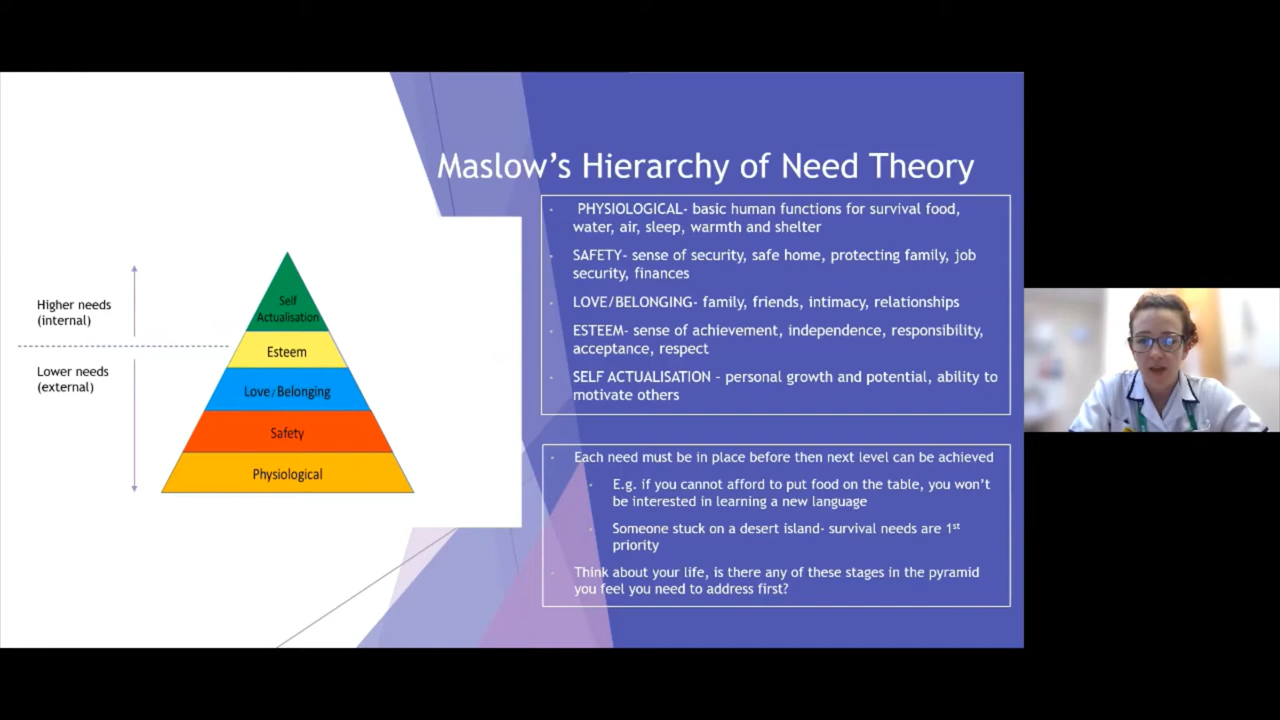 Maslow's Hierarchy of Need Theory
PHYSIOLOGICAL- basic human functions for survival food,
water, air, sleep, warmth and shelter
SAFETY- sense of security, safe home, protecting family, job
security, finances
LOVE/BELONGING- family, friends, intimacy, relationships
ESTEEM- sense of achievement, independence, responsibility,
acceptance, respect
SELF ACTUALISATION – personal growth and potential, ability to
motivate others
Each need must be in place before then next level can be achieved
E.g. if you cannot afford to put food on the table, you won't
be interested in learning a new language
Someone stuck on a desert island- survival needs are 1st
priority
Think about your life, is there any of these stages in the pyramid
you feel you need to address first?
Higher needs
(internal)
Lower needs
(external)
Self
Actualisation
Esteem
Love/Belonging
Safety
Physiological